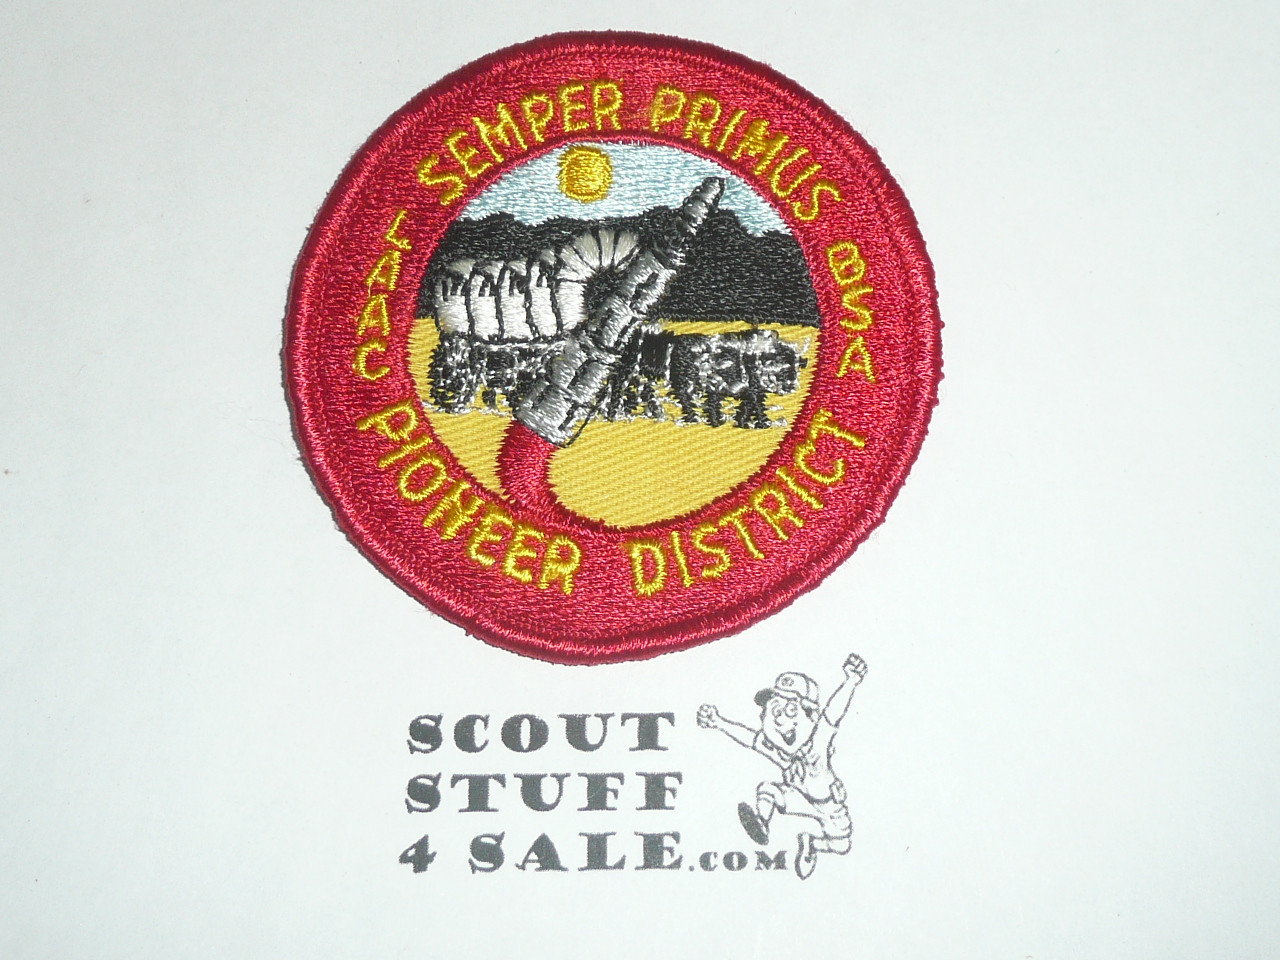 SEMPER PRIMUS
LAAC
BSA
PIONEER DISTRICT
SCOUT
STUFF
4 SALE.COM